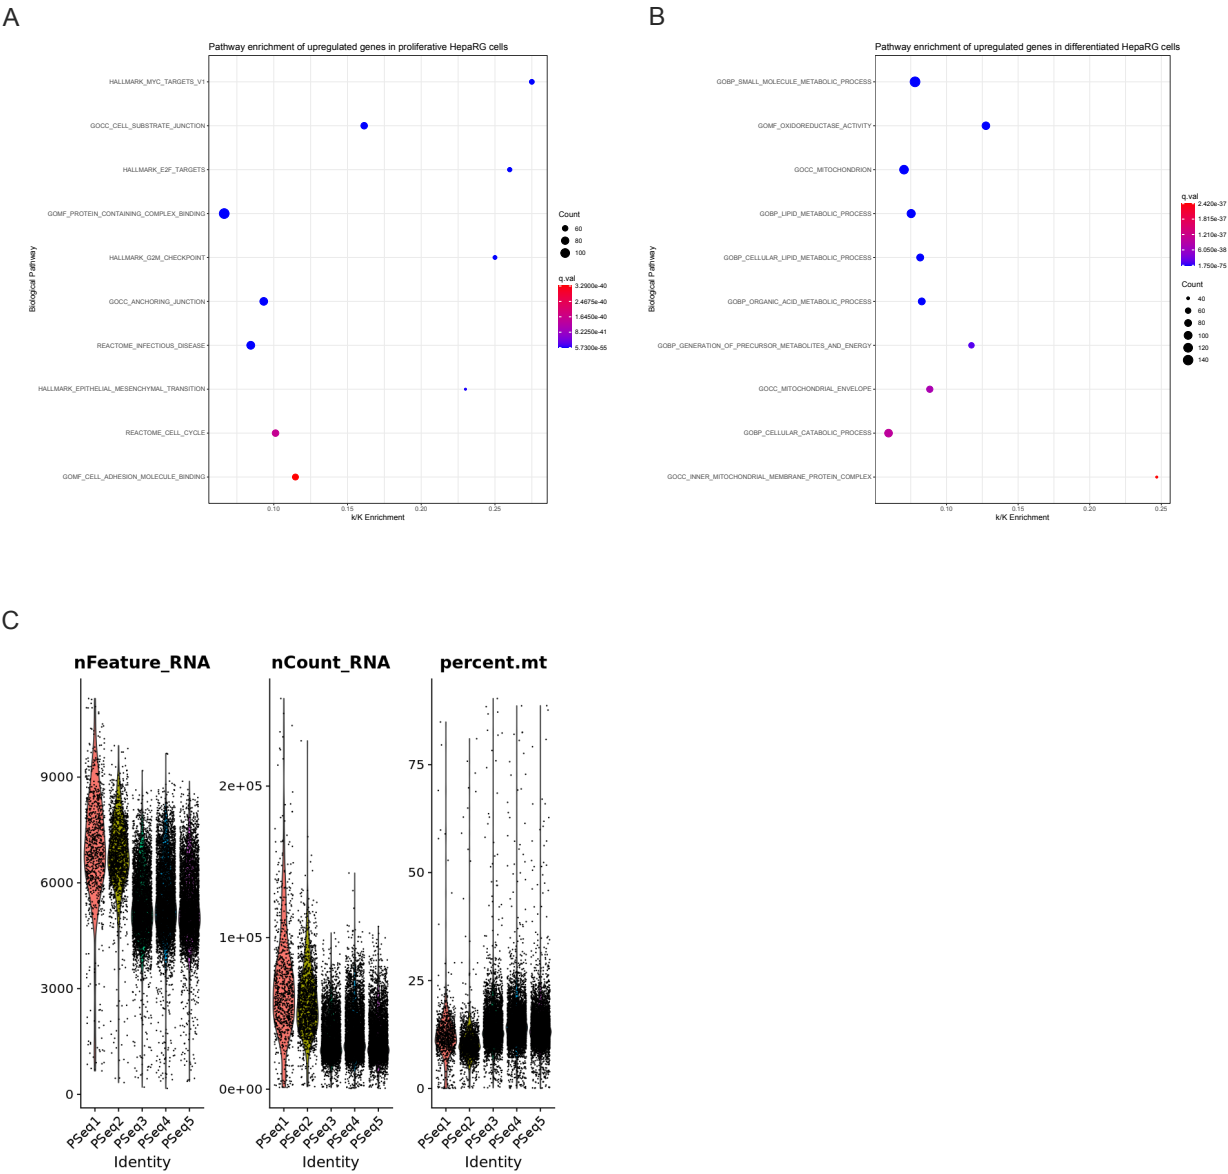 A
Pathway enrichment of upregulated genes in proliferative HepaRG cells
Biological Pathway
HALLMARK_MYC_TARGETS_V1
GOCC_CELL_SUBSTRATE_JUNCTION
HALLMARK_E2F_TARGETS
GOMF_PROTEIN_CONTAINING_COMPLEX_BINDING
HALLMARK_G2M_CHECKPOINT
GOCC_ANCHORING_JUNCTION
REACTOME_INFECTIOUS_DISEASE
HALLMARK_EPITHELIAL_MESENCHYMAL_TRANSITION
REACTOME_CELL_CYCLE
GOMF_CELL_ADHESION_MOLECULE_BINDING
0.10 0.15 0.20 0.25
k/K Enrichment
Count
60
80
100
q.val
3.2900e-40
2.4675e-40
1.6450e-40
8.2250e-41
5.7300e-55
B
Pathway enrichment of upregulated genes in differentiated HepaRG cells
Biological Pathway
GOBP_SMALL_MOLECULE_METABOLIC_PROCESS
GOMF_OXIDOREDUCTASE_ACTIVITY
GOCC_MITOCHONDRION
GOBP_LIPID_METABOLIC_PROCESS
GOBP_CELLULAR_LIPID_METABOLIC_PROCESS
GOBP_ORGANIC_ACID_METABOLIC_PROCESS
GOBP_GENERATION_OF_PRECURSOR_METABOLITES_AND_ENERGY
GOCC_MITOCHONDRIAL_ENVELOPE
GOBP_CELLULAR_CATABOLIC_PROCESS
GOCC_INNER_MITOCHONDRIAL_MEMBRANE_PROTEIN_COMPLEX
0.10 0.15 0.20 0.25
k/K Enrichment
q.val
2.420e-37
1.815e-37
1.210e-37
6.050e-38
1.750e-75
Count
40
60
80
100
120
140
C
nFeature_RNA
9000
6000
3000
0
PSeq1 PSeq2 PSeq3 PSeq4 PSeq5
Identity
nCount_RNA
2e+05
1e+05
0e+00
PSeq1 PSeq2 PSeq3 PSeq4 PSeq5
Identity
percent.mt
75
50
25
0
PSeq1 PSeq2 PSeq3 PSeq4 PSeq5
Identity